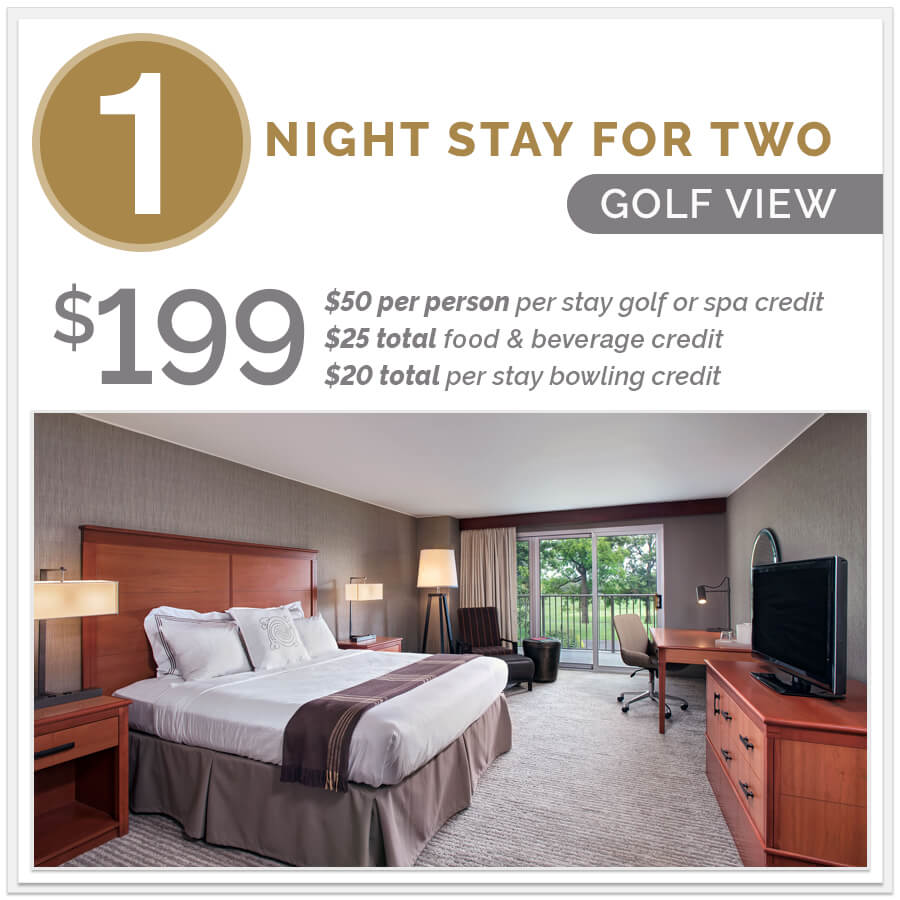 1
NIGHT STAY FOR TWO
GOLF VIEW
$199
$50 per person per stay golf or spa credit
$25 total food & beverage credit
$20 total per stay bowling credit